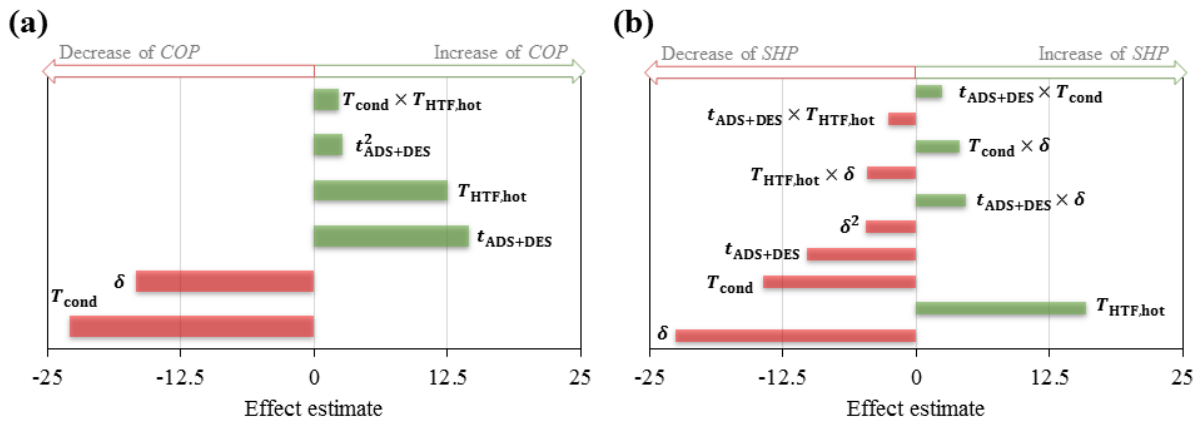 (a)
Decrease of COP Increase of COP
T_cond × T_HTF,hot
t²_ADS+DES
T_HTF,hot
t_ADS+DES
δ
T_cond
-25 -12.5 0 12.5 25
Effect estimate
(b)
Decrease of SHP Increase of SHP
t_ADS+DES × T_cond
t_ADS+DES × T_HTF,hot
T_cond × δ
T_HTF,hot × δ
t_ADS+DES × δ
δ²
t_ADS+DES
T_cond
T_HTF,hot
δ
-25 -12.5 0 12.5 25
Effect estimate